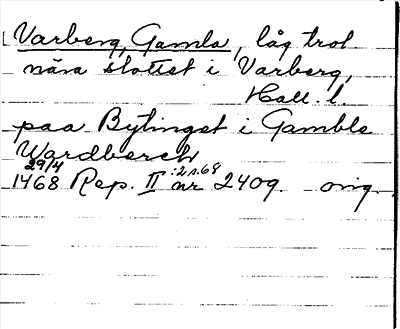 Varberg, Gamla, låg trol.
nära slottet i Varberg,
Hall. l.
paa Bytinget i Gamble
Wardberch
29/4 :2 s. 68
1468 Rep. II nr 2409. orig.